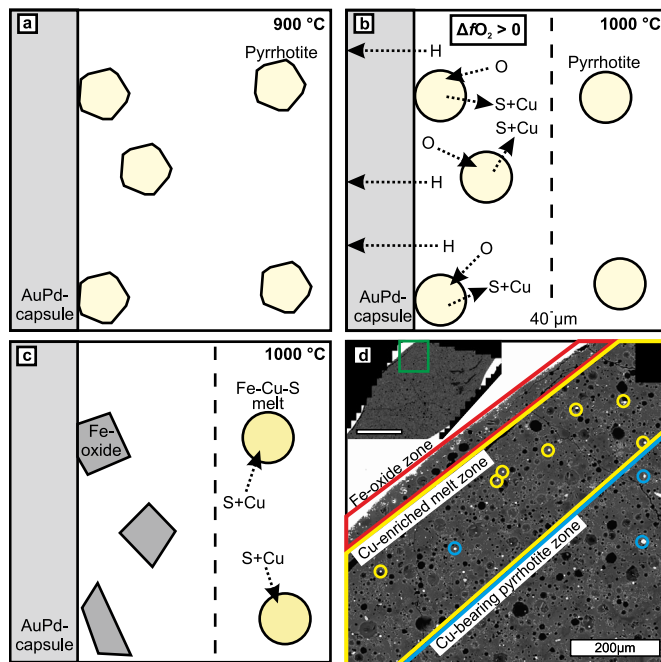 a
900 °C
Pyrrhotite
AuPd-
capsule
b
ΔfO₂ > 0
1000 °C
H
O
S+Cu
S+Cu
Pyrrhotite
O
H
H
O
S+Cu
AuPd-
capsule
40 µm
c
1000 °C
Fe-
oxide
Fe-Cu-S
melt
S+Cu
S+Cu
AuPd-
capsule
d
Fe-oxide zone
Cu-enriched melt zone
Cu-bearing pyrrhotite zone
200µm